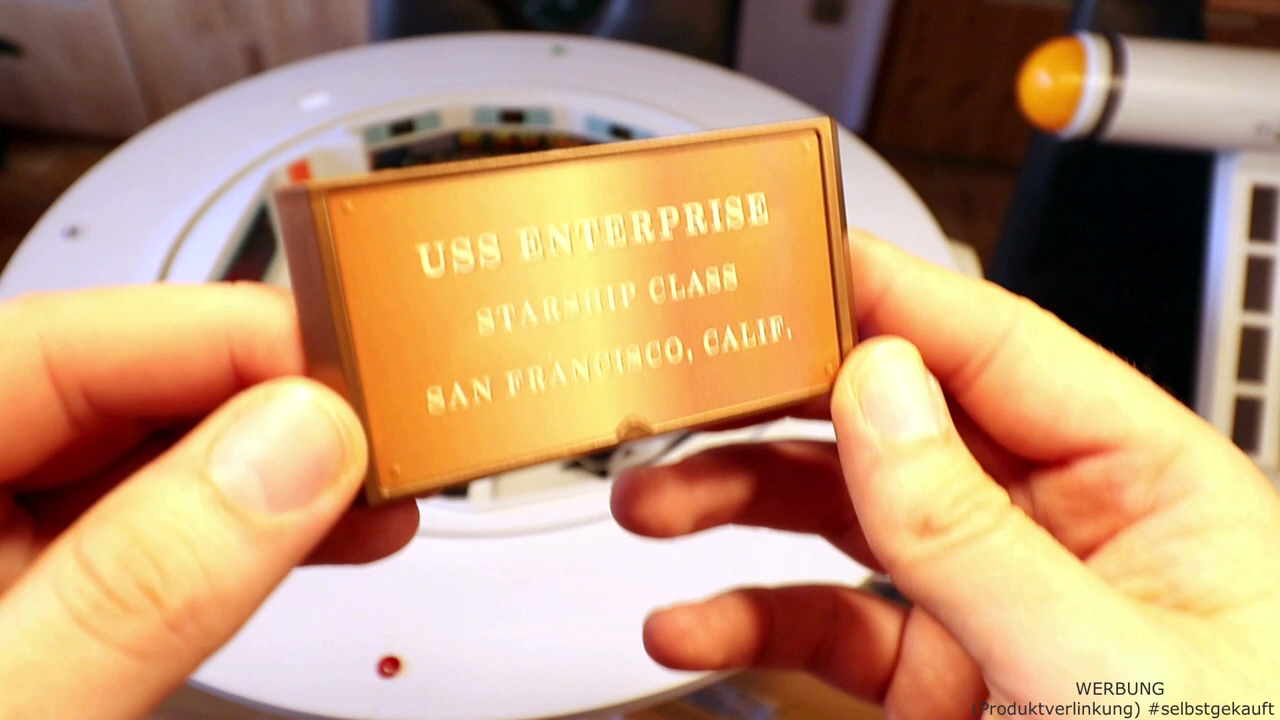 USS ENTERPRISE
STARSHIP CLASS
SAN FRANCISCO, CALIF.
WERBUNG
(Produktverlinkung) #selbstgekauft